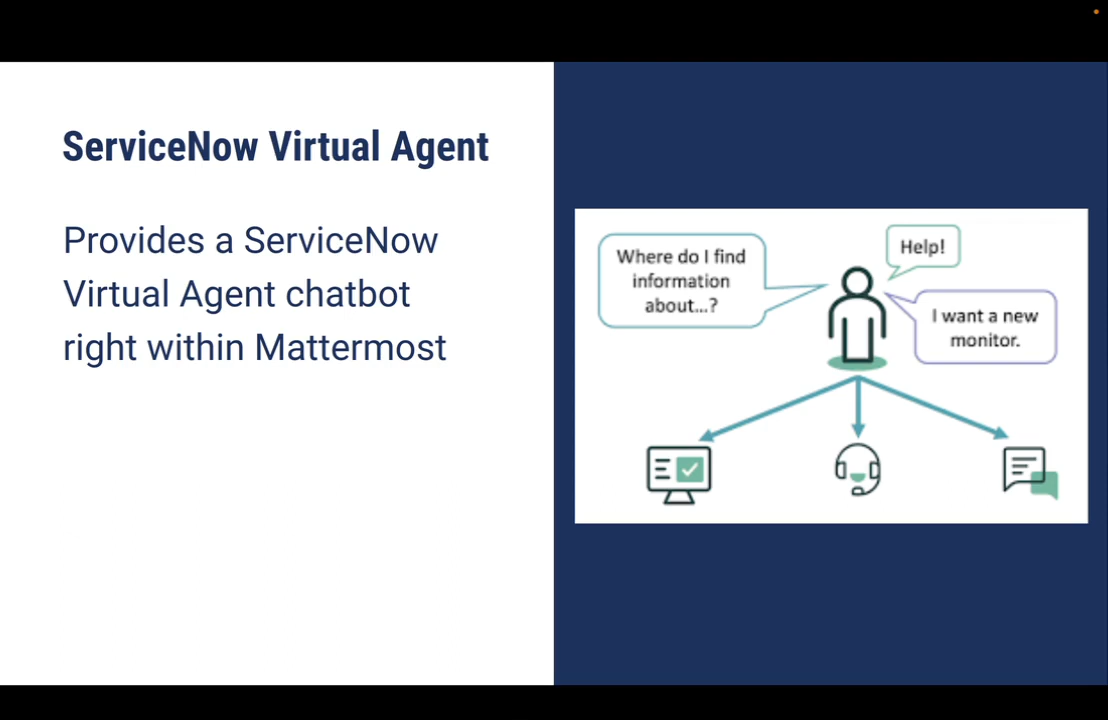 ServiceNow Virtual Agent
Provides a ServiceNow
Virtual Agent chatbot
right within Mattermost
Where do I find
information
about...?
Help!
I want a new
monitor.